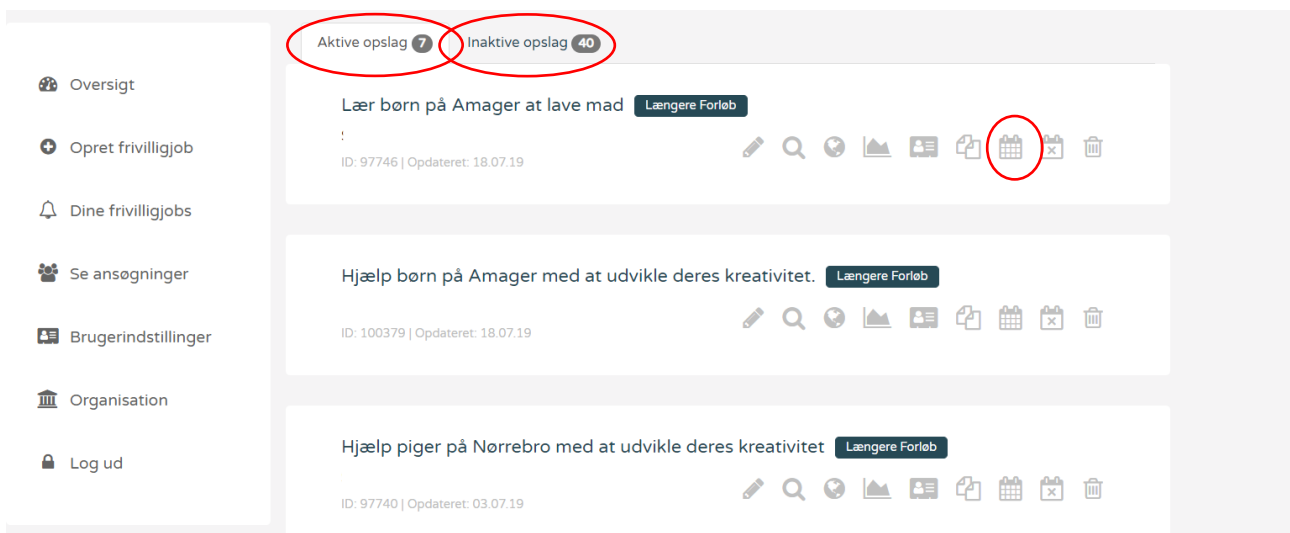 Aktive opslag 7
Inaktive opslag 40
Oversigt
Opret frivilligjob
Dine frivilligjobs
Se ansøgninger
Brugerindstillinger
Organisation
Log ud
Lær børn på Amager at lave mad Længere Forløb
ID: 97746 | Opdateret: 18.07.19
Hjælp børn på Amager med at udvikle deres kreativitet. Længere Forløb
ID: 100379 | Opdateret: 18.07.19
Hjælp piger på Nørrebro med at udvikle deres kreativitet Længere Forløb
ID: 97740 | Opdateret: 03.07.19